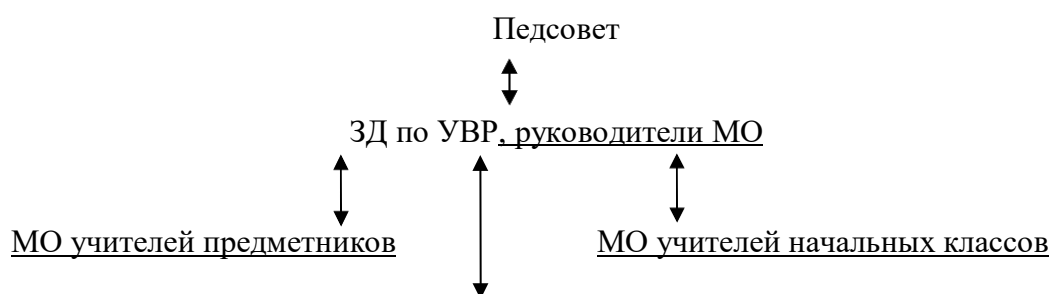 Педсовет
ЗД по УВР, руководители МО
МО учителей предметников
МО учителей начальных классов